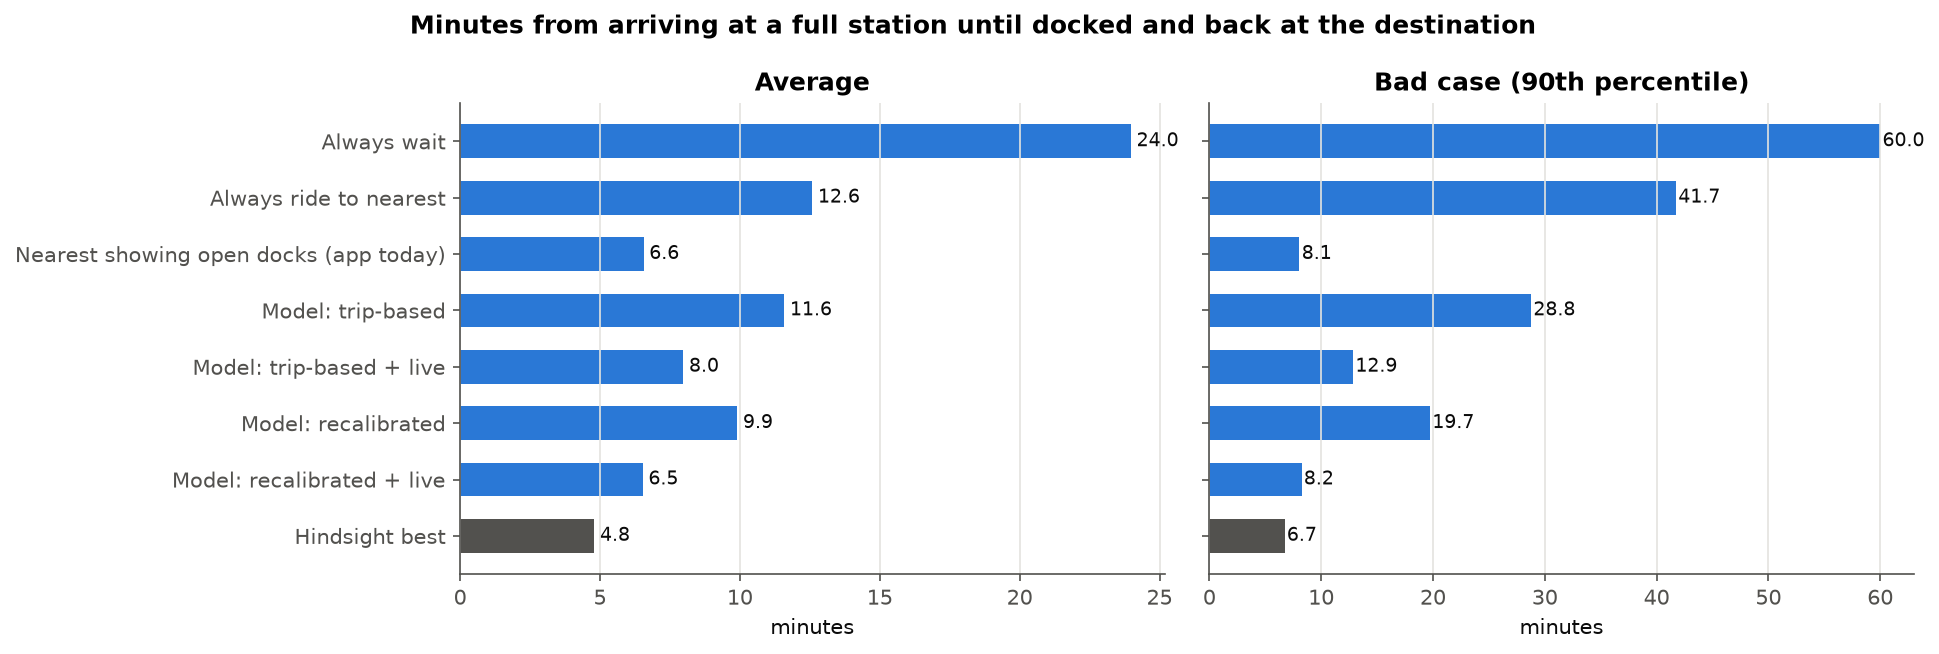 Minutes from arriving at a full station until docked and back at the destination
Average
Always wait
24.0
Always ride to nearest
12.6
Nearest showing open docks (app today)
6.6
Model: trip-based
11.6
Model: trip-based + live
8.0
Model: recalibrated
9.9
Model: recalibrated + live
6.5
Hindsight best
4.8
0 5 10 15 20 25
minutes
Bad case (90th percentile)
60.0
41.7
8.1
28.8
12.9
19.7
8.2
6.7
0 10 20 30 40 50 60
minutes